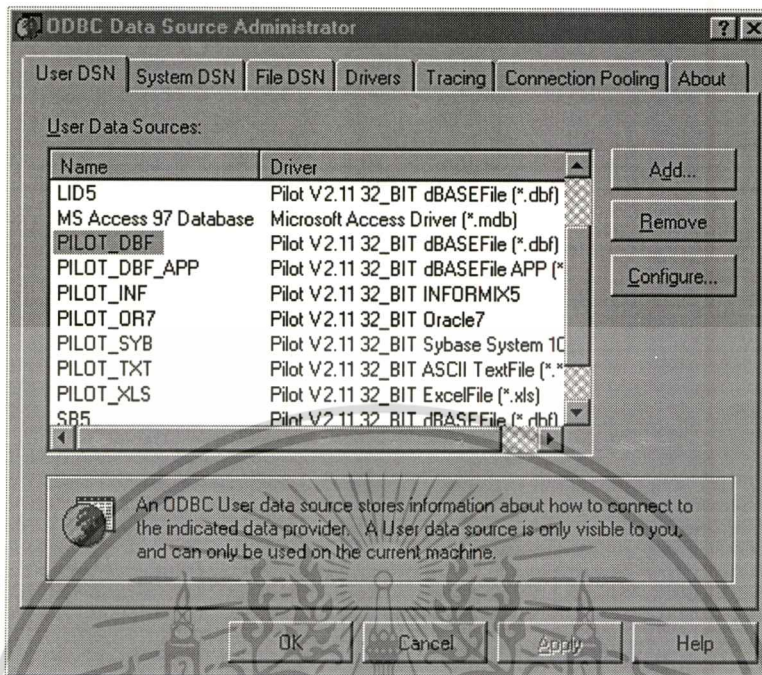 ODBC Data Source Administrator
User DSN System DSN File DSN Drivers Tracing Connection Pooling About
User Data Sources:
Name Driver
LID5 Pilot V2.11 32_BIT dBASEFile (*.dbf)
MS Access 97 Database Microsoft Access Driver (*.mdb)
PILOT_DBF Pilot V2.11 32_BIT dBASEFile (*.dbf)
PILOT_DBF_APP Pilot V2.11 32_BIT dBASEFile APP (*
PILOT_INF Pilot V2.11 32_BIT INFORMIX5
PILOT_OR7 Pilot V2.11 32_BIT Oracle7
PILOT_SYB Pilot V2.11 32_BIT Sybase System 10
PILOT_TXT Pilot V2.11 32_BIT ASCII TextFile (*.*
PILOT_XLS Pilot V2.11 32_BIT ExcelFile (*.xls)
SB5 Pilot V2.11 32_BIT dBASEFile (*.dbf)
Add...
Remove
Configure...
An ODBC User data source stores information about how to connect to
the indicated data provider. A User data source is only visible to you,
and can only be used on the current machine.
OK Cancel Apply Help